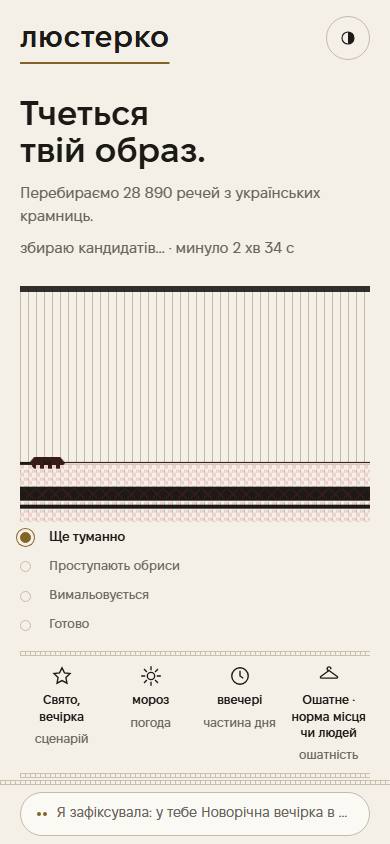 люстерко
Тчеться
твій образ.
Перебираємо 28 890 речей з українських
крамниць.
збираю кандидатів... · минуло 2 хв 34 с
Ще туманно
Проступають обриси
Вимальовується
Готово
Свято,
вечірка
сценарій
мороз
погода
ввечері
частина дня
Ошатне ·
норма місця
чи людей
ошатність
Я зафіксувала: у тебе Новорічна вечірка в ...